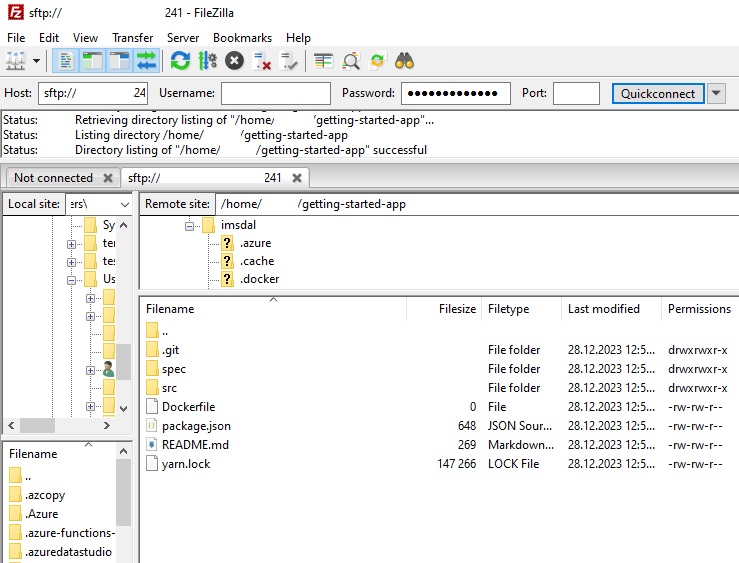 sftp:// 241 - FileZilla
File Edit View Transfer Server Bookmarks Help
Host: sftp:// 24 Username: Password: ●●●●●●●●●●●●● Port: Quickconnect
Status: Retrieving directory listing of "/home/ /getting-started-app"...
Status: Listing directory /home/ /getting-started-app
Status: Directory listing of "/home/ /getting-started-app" successful
Not connected sftp:// 241
Local site: ers\
Remote site: /home/ /getting-started-app
Sy
ter
tes
Us
imsdal
? .azure
? .cache
? .docker
Filename Filesize Filetype Last modified Permissions
..
.git File folder 28.12.2023 12:5... drwxrwxr-x
spec File folder 28.12.2023 12:5... drwxrwxr-x
src File folder 28.12.2023 12:5... drwxrwxr-x
Dockerfile 0 File 28.12.2023 12:5... -rw-rw-r--
package.json 648 JSON Sour... 28.12.2023 12:5... -rw-rw-r--
README.md 269 Markdown... 28.12.2023 12:5... -rw-rw-r--
yarn.lock 147 266 LOCK File 28.12.2023 12:5... -rw-rw-r--
Filename
..
.azcopy
.Azure
.azure-functions-
.azuredatastudio